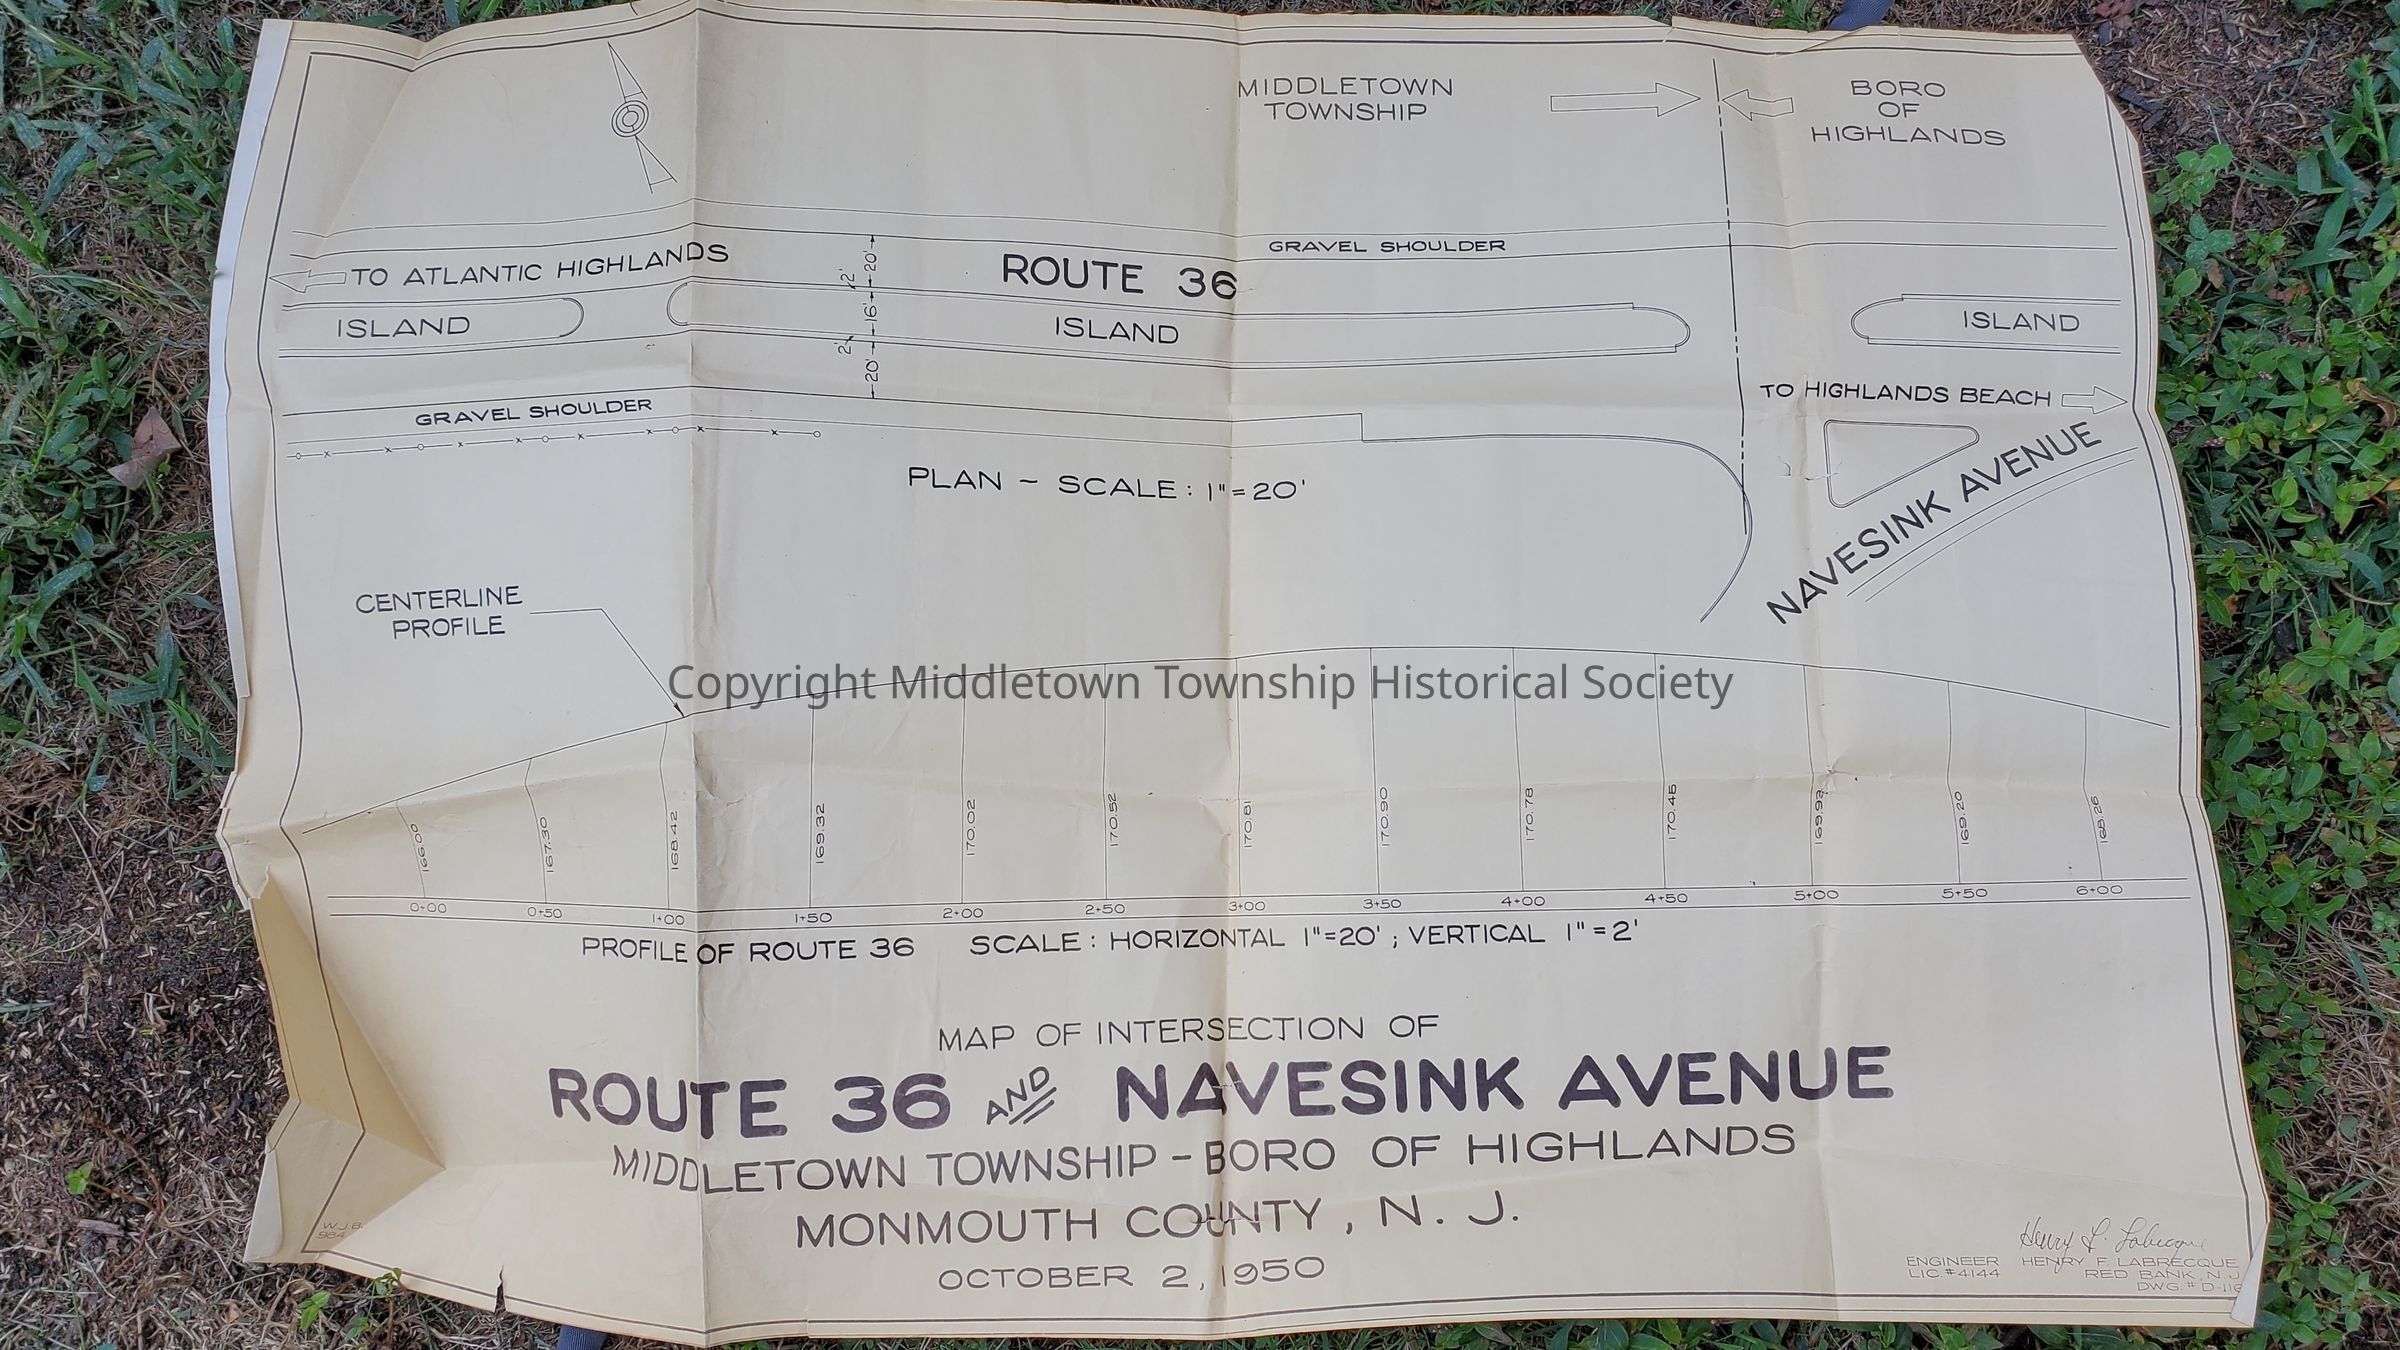 MIDDLETOWN
TOWNSHIP
BORO
OF
HIGHLANDS
TO ATLANTIC HIGHLANDS
ROUTE 36
GRAVEL SHOULDER
2'
20'
16'
2'
20'
ISLAND
ISLAND
ISLAND
TO HIGHLANDS BEACH
GRAVEL SHOULDER
NAVESINK AVENUE
PLAN ~ SCALE: 1"=20'
CENTERLINE
PROFILE
Copyright Middletown Township Historical Society
166.00
167.30
168.42
169.32
170.02
170.52
170.81
170.90
170.78
170.45
169.92
169.20
168.26
0+00
0+50
1+00
1+50
2+00
2+50
3+00
3+50
4+00
4+50
5+00
5+50
6+00
PROFILE OF ROUTE 36 SCALE: HORIZONTAL 1"=20'; VERTICAL 1"=2'
MAP OF INTERSECTION OF
ROUTE 36 AND NAVESINK AVENUE
MIDDLETOWN TOWNSHIP - BORO OF HIGHLANDS
MONMOUTH COUNTY, N. J.
OCTOBER 2, 1950
W.J.B.
984
Henry F. Labrecque
ENGINEER HENRY F. LABRECQUE
LIC.#4144 RED BANK, N.J.
DWG.# D-116